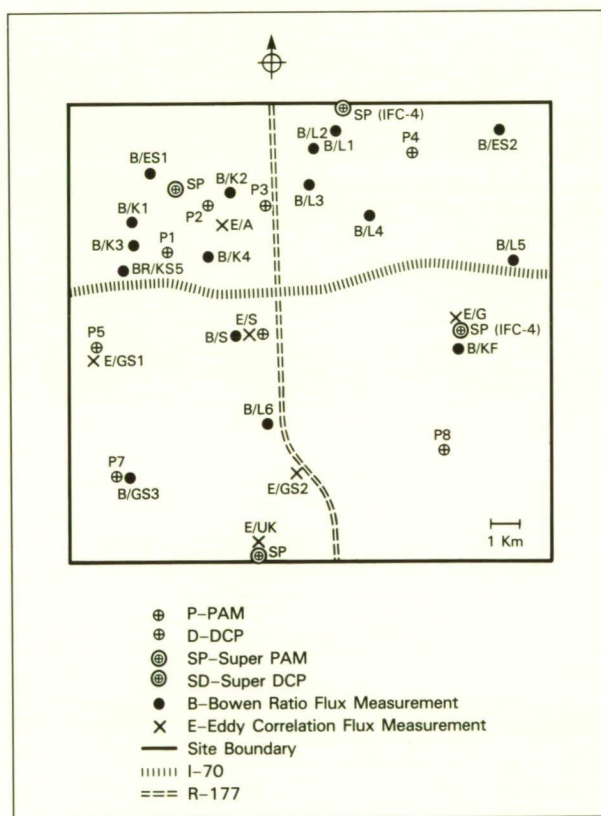 SP (IFC-4)
B/L2
B/L1
P4
B/ES2
B/ES1
SP
B/K2
P3
P2
E/A
B/L3
B/K1
B/L4
B/K3
P1
B/K4
BR/KS5
B/L5
E/G
SP (IFC-4)
B/KF
E/S
B/S
P5
E/GS1
B/L6
P8
P7
B/GS3
E/GS2
E/UK
SP
1 Km
P–PAM
D–DCP
SP–Super PAM
SD–Super DCP
B–Bowen Ratio Flux Measurement
E–Eddy Correlation Flux Measurement
Site Boundary
I–70
R–177